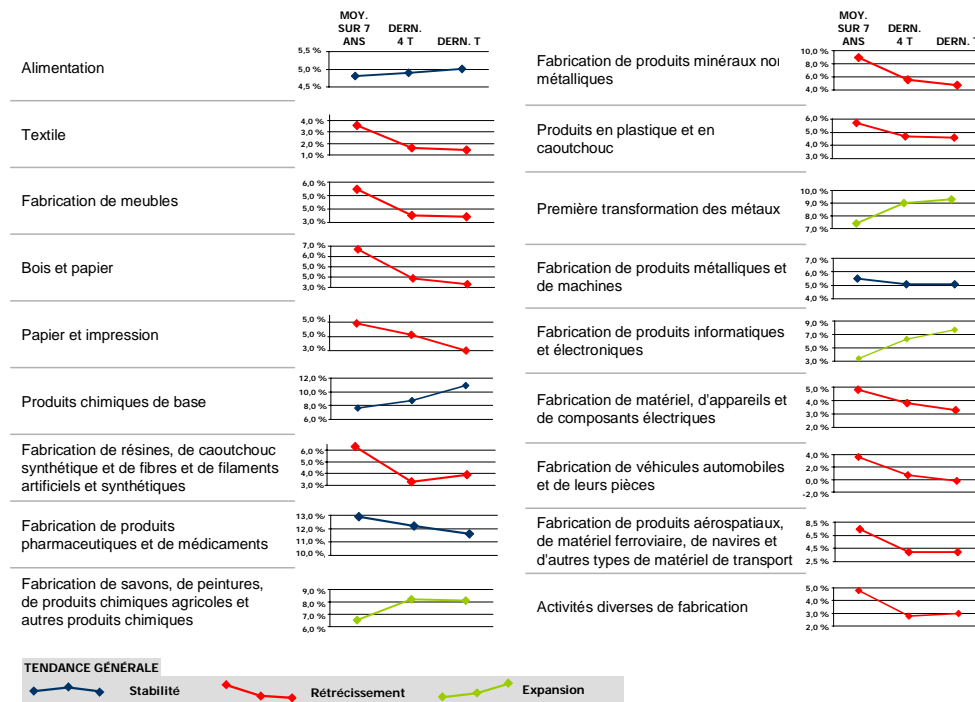 MOY.
SUR 7
ANS
DERN.
4 T
DERN. T
Alimentation
5,5 %
5,0 %
4,5 %
Textile
4,0 %
3,0 %
2,0 %
1,0 %
Fabrication de meubles
6,0 %
5,0 %
5,0 %
3,0 %
Bois et papier
7,0 %
6,0 %
5,0 %
5,0 %
3,0 %
Papier et impression
5,0 %
5,0 %
3,0 %
Produits chimiques de base
12,0 %
10,0 %
8,0 %
6,0 %
Fabrication de résines, de caoutchouc
synthétique et de fibres et de filaments
artificiels et synthétiques
6,0 %
5,0 %
4,0 %
3,0 %
Fabrication de produits
pharmaceutiques et de médicaments
13,0 %
12,0 %
11,0 %
10,0 %
Fabrication de savons, de peintures,
de produits chimiques agricoles et
autres produits chimiques
9,0 %
8,0 %
7,0 %
6,0 %
MOY.
SUR 7
ANS
DERN.
4 T
DERN. T
Fabrication de produits minéraux non
métalliques
10,0 %
8,0 %
6,0 %
4,0 %
Produits en plastique et en
caoutchouc
6,0 %
5,0 %
4,0 %
3,0 %
Première transformation des métaux
10,0 %
9,0 %
8,0 %
7,0 %
Fabrication de produits métalliques et
de machines
7,0 %
6,0 %
5,0 %
4,0 %
Fabrication de produits informatiques
et électroniques
9,0 %
7,0 %
5,0 %
3,0 %
Fabrication de matériel, d'appareils et
de composants électriques
5,0 %
4,0 %
3,0 %
2,0 %
Fabrication de véhicules automobiles
et de leurs pièces
4,0 %
2,0 %
0,0 %
-2,0 %
Fabrication de produits aérospatiaux,
de matériel ferroviaire, de navires et
d'autres types de matériel de transport
8,5 %
6,5 %
4,5 %
2,5 %
Activités diverses de fabrication
5,0 %
4,0 %
3,0 %
2,0 %
TENDANCE GÉNÉRALE
Stabilité
Rétrécissement
Expansion